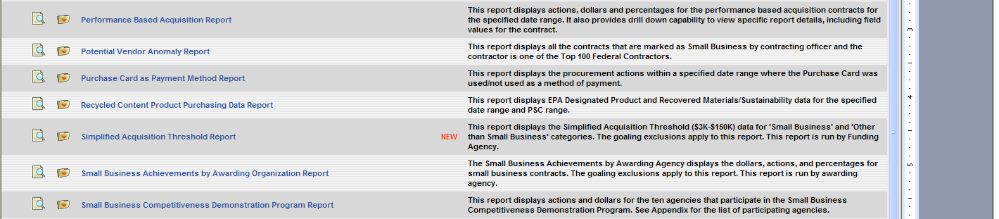 Performance Based Acquisition Report
This report displays actions, dollars and percentages for the performance based acquisition contracts for
the specified date range. It also provides drill down capability to view specific report details, including field
values for the contract.
Potential Vendor Anomaly Report
This report displays all the contracts that are marked as Small Business by contracting officer and the
contractor is one of the Top 100 Federal Contractors.
Purchase Card as Payment Method Report
This report displays the procurement actions within a specified date range where the Purchase Card was
used/not used as a method of payment.
Recycled Content Product Purchasing Data Report
This report displays EPA Designated Product and Recovered Materials/Sustainability data for the specified
date range and PSC range.
Simplified Acquisition Threshold Report
NEW
This report displays the Simplified Acquisition Threshold ($3K-$150K) data for 'Small Business' and 'Other
than Small Business' categories. The goaling exclusions apply to this report. This report is run by Funding
Agency.
Small Business Achievements by Awarding Organization Report
The Small Business Achievements by Awarding Agency displays the dollars, actions, and percentages for
small business contracts. The goaling exclusions apply to this report. This report is run by awarding
agency.
Small Business Competitiveness Demonstration Program Report
This report displays actions and dollars for the ten agencies that participate in the Small Business
Competitiveness Demonstration Program. See Appendix for the list of participating agencies.
3
4
5